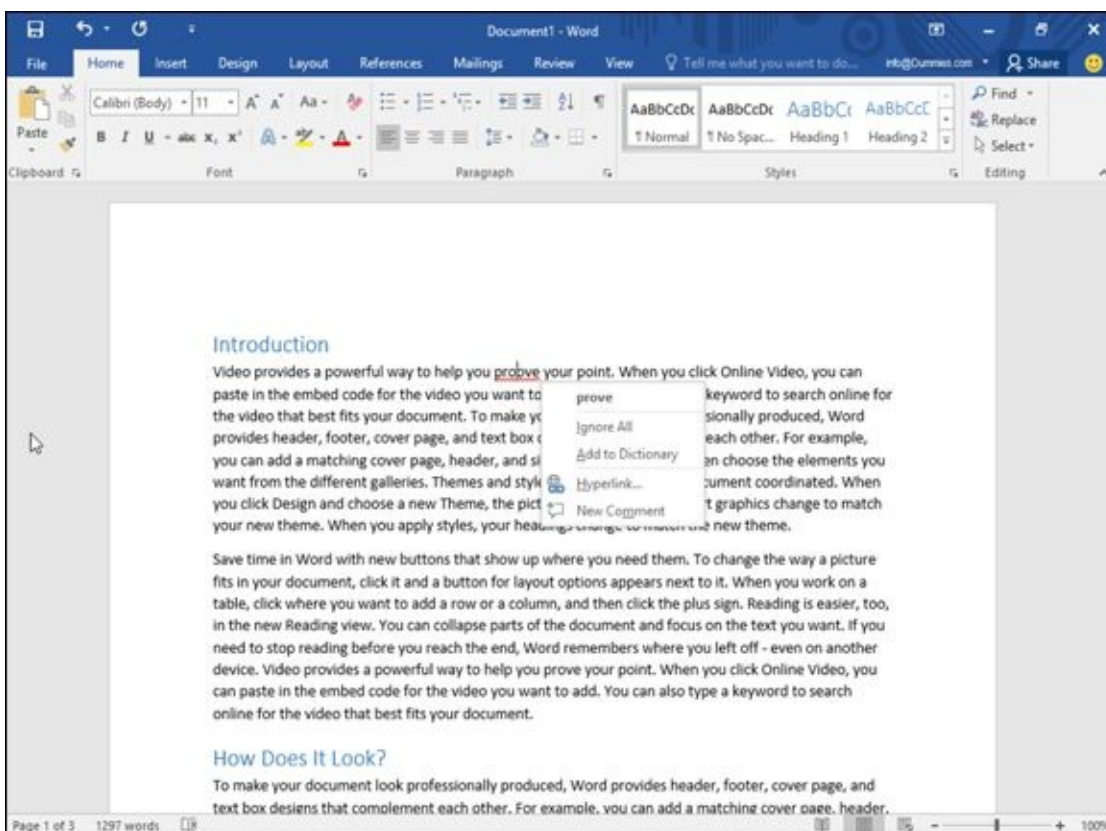 Document1 - Word
File Home Insert Design Layout References Mailings Review View Tell me what you want to do... info@Dummies.com Share
Calibri (Body) 11 A A Aa
AaBbCcDc AaBbCcDc AaBbC AaBbCcC
Find
Replace
Select
Paste
B I U abc X, X² A A
¶ Normal ¶ No Spac... Heading 1 Heading 2
Clipboard Font Paragraph Styles Editing
Introduction
Video provides a powerful way to help you proove your point. When you click Online Video, you can
paste in the embed code for the video you want to keyword to search online for
the video that best fits your document. To make yo sionally produced, Word
provides header, footer, cover page, and text box each other. For example,
you can add a matching cover page, header, and si en choose the elements you
want from the different galleries. Themes and style ument coordinated. When
you click Design and choose a new Theme, the pict t graphics change to match
your new theme. When you apply styles, your headings change to match the new theme.
prove
Ignore All
Add to Dictionary
Hyperlink...
New Comment
Save time in Word with new buttons that show up where you need them. To change the way a picture
fits in your document, click it and a button for layout options appears next to it. When you work on a
table, click where you want to add a row or a column, and then click the plus sign. Reading is easier, too,
in the new Reading view. You can collapse parts of the document and focus on the text you want. If you
need to stop reading before you reach the end, Word remembers where you left off - even on another
device. Video provides a powerful way to help you prove your point. When you click Online Video, you
can paste in the embed code for the video you want to add. You can also type a keyword to search
online for the video that best fits your document.
How Does It Look?
To make your document look professionally produced, Word provides header, footer, cover page, and
text box designs that complement each other. For example, you can add a matching cover page, header,
Page 1 of 3 1297 words 100%